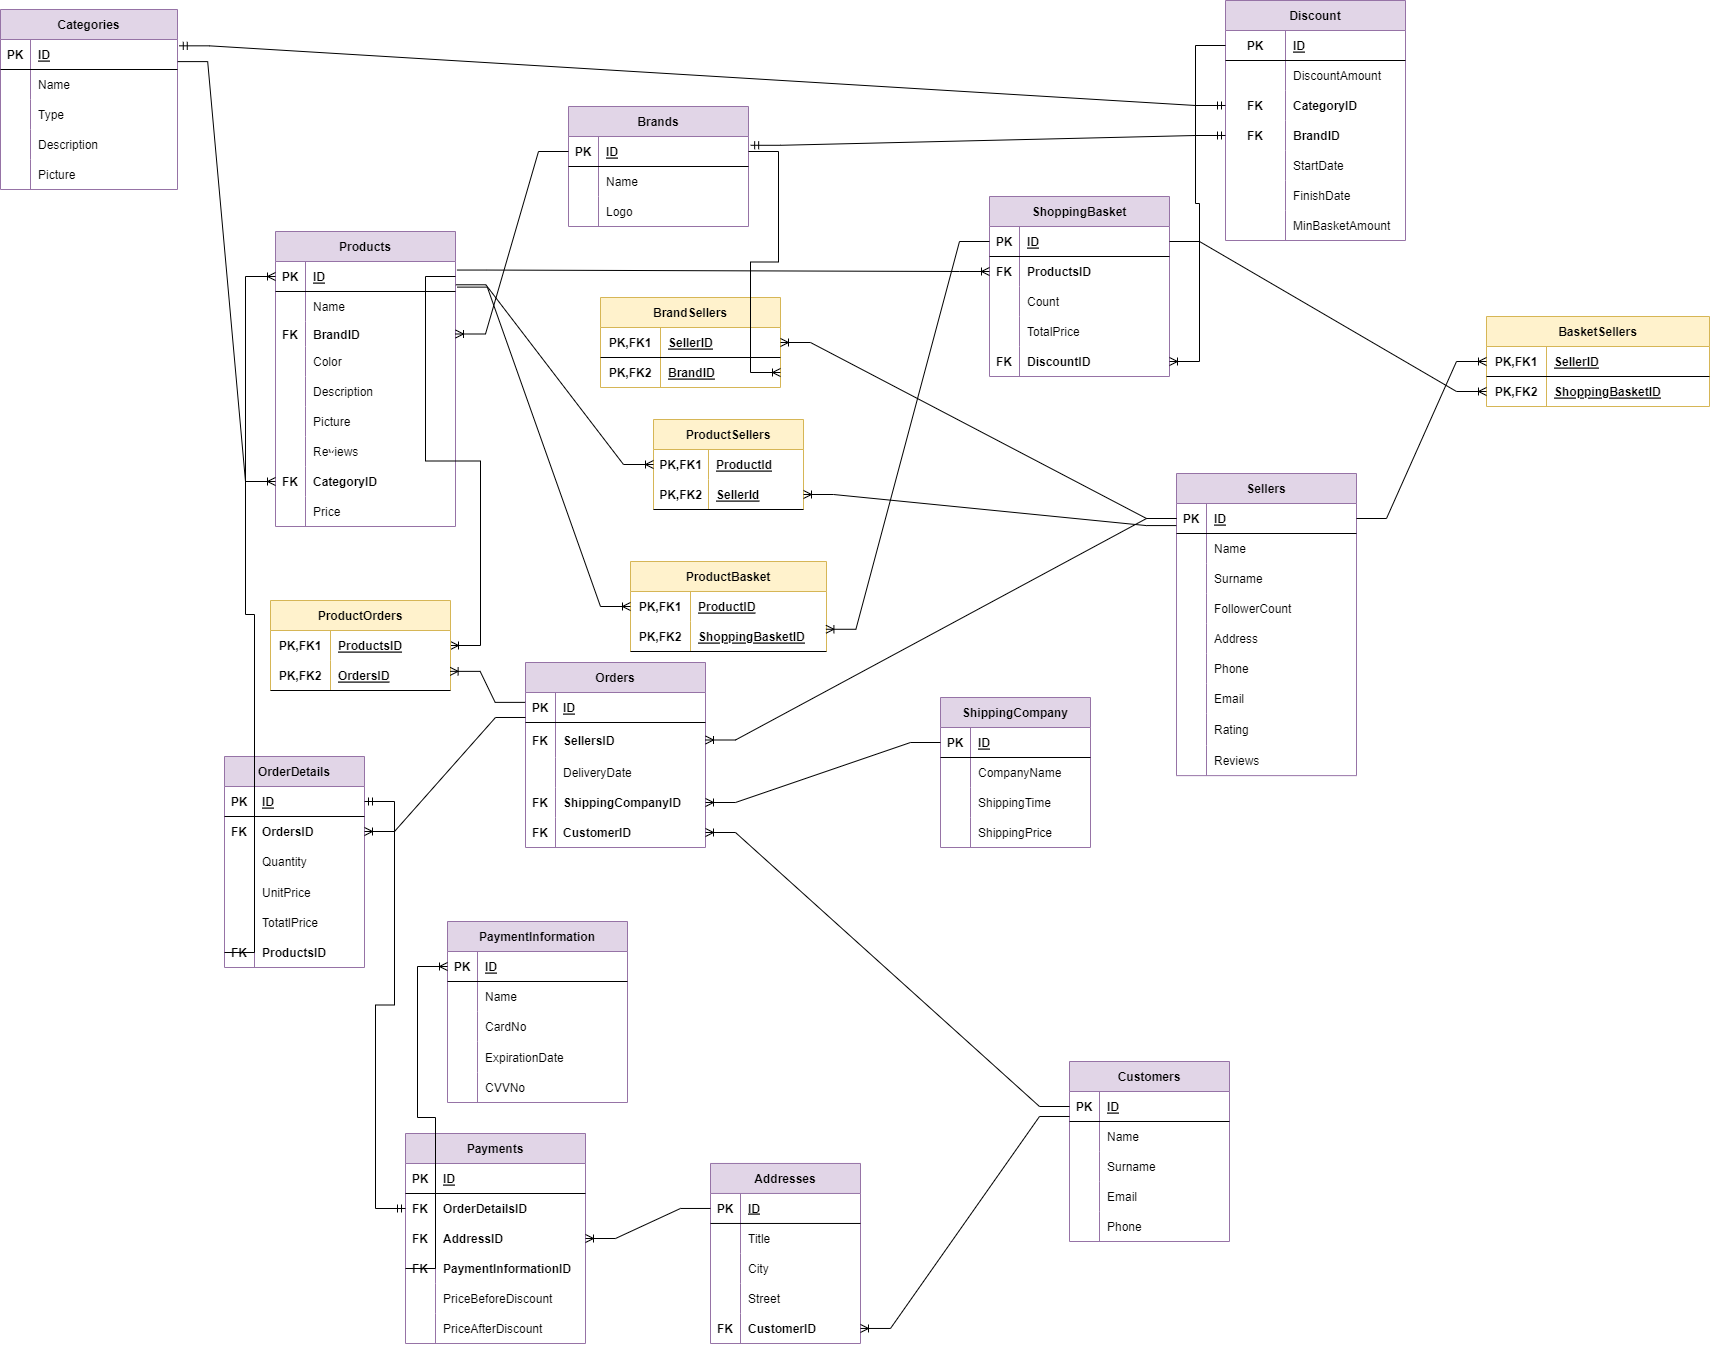 Categories
PK ID
Name
Type
Description
Picture
Discount
PK ID
DiscountAmount
FK CategoryID
FK BrandID
StartDate
FinishDate
MinBasketAmount
Brands
PK ID
Name
Logo
ShoppingBasket
PK ID
FK ProductsID
Count
TotalPrice
FK DiscountID
Products
PK ID
Name
FK BrandID
Color
Description
Picture
Reviews
FK CategoryID
Price
BrandSellers
PK,FK1 SellerID
PK,FK2 BrandID
BasketSellers
PK,FK1 SellerID
PK,FK2 ShoppingBasketID
ProductSellers
PK,FK1 ProductId
PK,FK2 SellerId
Sellers
PK ID
Name
Surname
FollowerCount
Address
Phone
Email
Rating
Reviews
ProductBasket
PK,FK1 ProductID
PK,FK2 ShoppingBasketID
ProductOrders
PK,FK1 ProductsID
PK,FK2 OrdersID
Orders
PK ID
FK SellersID
DeliveryDate
FK ShippingCompanyID
FK CustomerID
ShippingCompany
PK ID
CompanyName
ShippingTime
ShippingPrice
OrderDetails
PK ID
FK OrdersID
Quantity
UnitPrice
TotatlPrice
FK ProductsID
PaymentInformation
PK ID
Name
CardNo
ExpirationDate
CVVNo
Customers
PK ID
Name
Surname
Email
Phone
Payments
PK ID
FK OrderDetailsID
FK AddressID
FK PaymentInformationID
PriceBeforeDiscount
PriceAfterDiscount
Addresses
PK ID
Title
City
Street
FK CustomerID